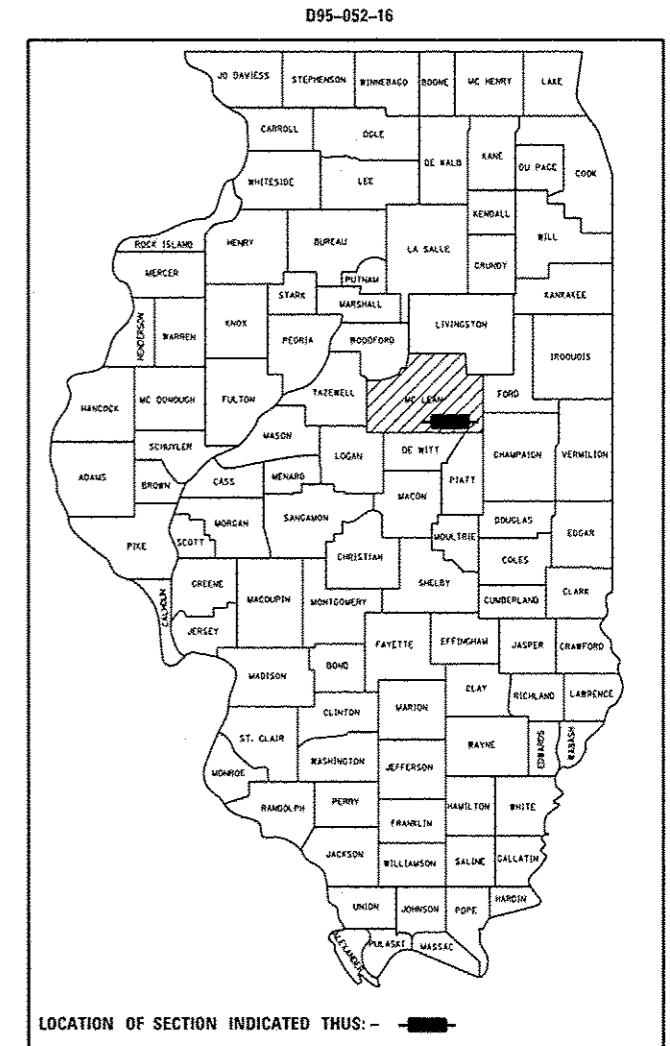 D95-052-16
JO DAVIESS STEPHENSON WINNEBAGO BOONE MC HENRY LAKE
CARROLL OGLE DE KALB KANE COOK
DU PAGE
WHITESIDE LEE
KENDALL
ROCK ISLAND HENRY BUREAU LA SALLE WILL
MERCER PUTNAM GRUNDY
STARK KANKAKEE
HENDERSON WARREN KNOX MARSHALL LIVINGSTON
PEORIA WOODFORD IROQUOIS
HANCOCK MC DONOUGH FULTON TAZEWELL MC LEAN FORD
MASON
SCHUYLER LOGAN DE WITT CHAMPAIGN VERMILION
ADAMS BROWN CASS MENARD PIATT
MACON
MORGAN SANGAMON DOUGLAS EDGAR
PIKE SCOTT MOULTRIE
CHRISTIAN COLES
GREENE SHELBY CLARK
CALHOUN MACOUPIN MONTGOMERY CUMBERLAND
JERSEY
FAYETTE EFFINGHAM JASPER CRAWFORD
BOND
MADISON
CLAY RICHLAND LAWRENCE
CLINTON MARION
ST. CLAIR WAYNE EDWARDS WABASH
WASHINGTON JEFFERSON
MONROE
RANDOLPH PERRY HAMILTON WHITE
FRANKLIN
JACKSON WILLIAMSON SALINE GALLATIN
UNION JOHNSON POPE HARDIN
ALEXANDER PULASKI MASSAC
LOCATION OF SECTION INDICATED THUS: -